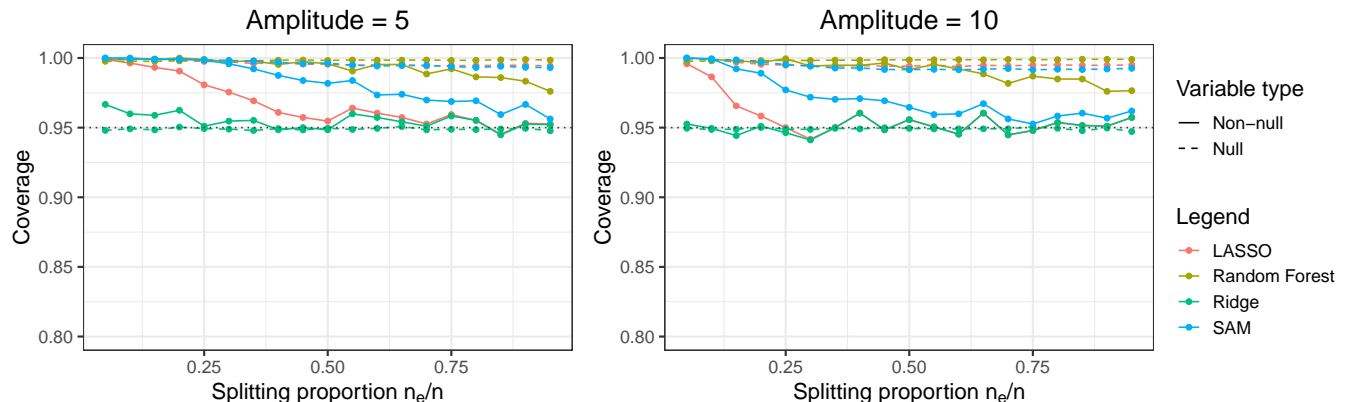 Amplitude = 5
Coverage
1.00
0.95
0.90
0.85
0.80
0.25
0.50
0.75
Splitting proportion nₑ/n
Amplitude = 10
Coverage
1.00
0.95
0.90
0.85
0.80
0.25
0.50
0.75
Splitting proportion nₑ/n
Variable type
Non-null
Null
Legend
LASSO
Random Forest
Ridge
SAM